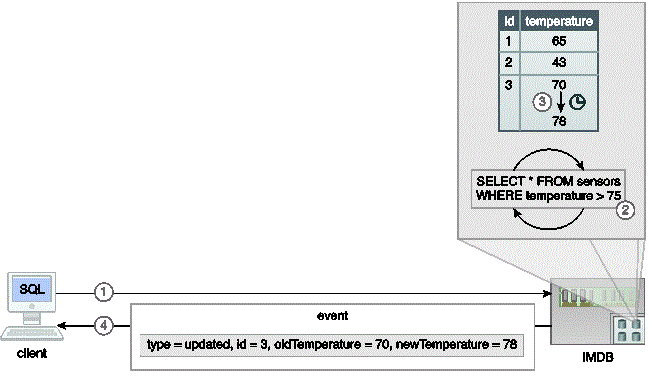 id temperature
1 65
2 43
3 70
3
78
SELECT * FROM sensors
WHERE temperature > 75
2
SQL
1
4
event
type = updated, id = 3, oldTemperature = 70, newTemperature = 78
client
IMDB